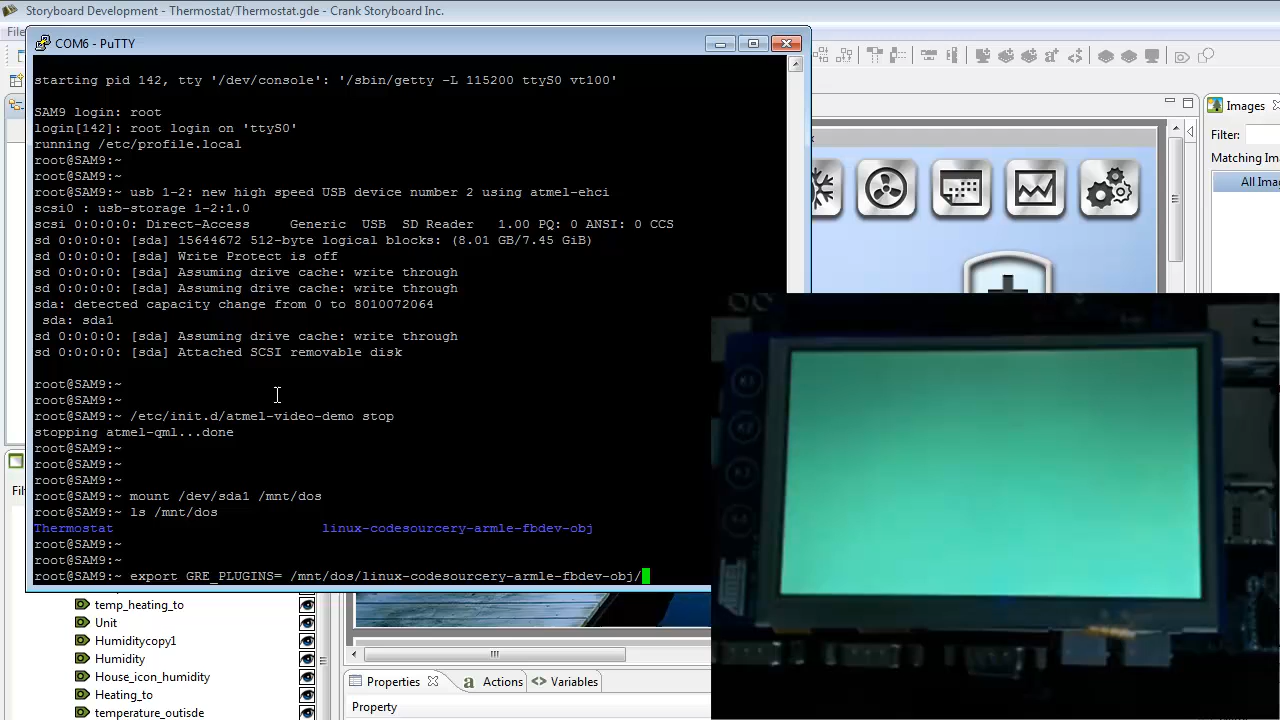 Storyboard Development - Thermostat/Thermostat.gde - Crank Storyboard Inc.
File
COM6 - PuTTY
starting pid 142, tty '/dev/console': '/sbin/getty -L 115200 ttyS0 vt100'
SAM9 login: root
login[142]: root login on 'ttyS0'
running /etc/profile.local
root@SAM9:~
root@SAM9:~
root@SAM9:~ usb 1-2: new high speed USB device number 2 using atmel-ehci
scsi0 : usb-storage 1-2:1.0
scsi 0:0:0:0: Direct-Access     Generic  USB  SD Reader   1.00 PQ: 0 ANSI: 0 CCS
sd 0:0:0:0: [sda] 15644672 512-byte logical blocks: (8.01 GB/7.45 GiB)
sd 0:0:0:0: [sda] Write Protect is off
sd 0:0:0:0: [sda] Assuming drive cache: write through
sd 0:0:0:0: [sda] Assuming drive cache: write through
sda: detected capacity change from 0 to 8010072064
sda: sda1
sd 0:0:0:0: [sda] Assuming drive cache: write through
sd 0:0:0:0: [sda] Attached SCSI removable disk
root@SAM9:~
root@SAM9:~
root@SAM9:~ /etc/init.d/atmel-video-demo stop
stopping atmel-qml...done
root@SAM9:~
root@SAM9:~
root@SAM9:~
root@SAM9:~ mount /dev/sda1 /mnt/dos
root@SAM9:~ ls /mnt/dos
Thermostat                          linux-codesourcery-armle-fbdev-obj
root@SAM9:~
root@SAM9:~
root@SAM9:~ export GRE_PLUGINS= /mnt/dos/linux-codesourcery-armle-fbdev-obj/
Images
Filter:
Matching Imag
All Imag
Fil
temp_heating_to
Unit
Humiditycopy1
Humidity
House_icon_humidity
Heating_to
temperature_outisde
Properties
Actions
Variables
Property